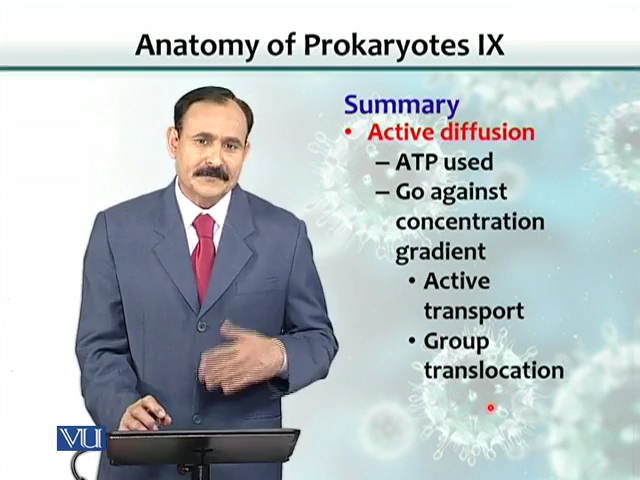 Anatomy of Prokaryotes IX
Summary
• Active diffusion
– ATP used
– Go against
concentration
gradient
• Active
transport
• Group
translocation
VU